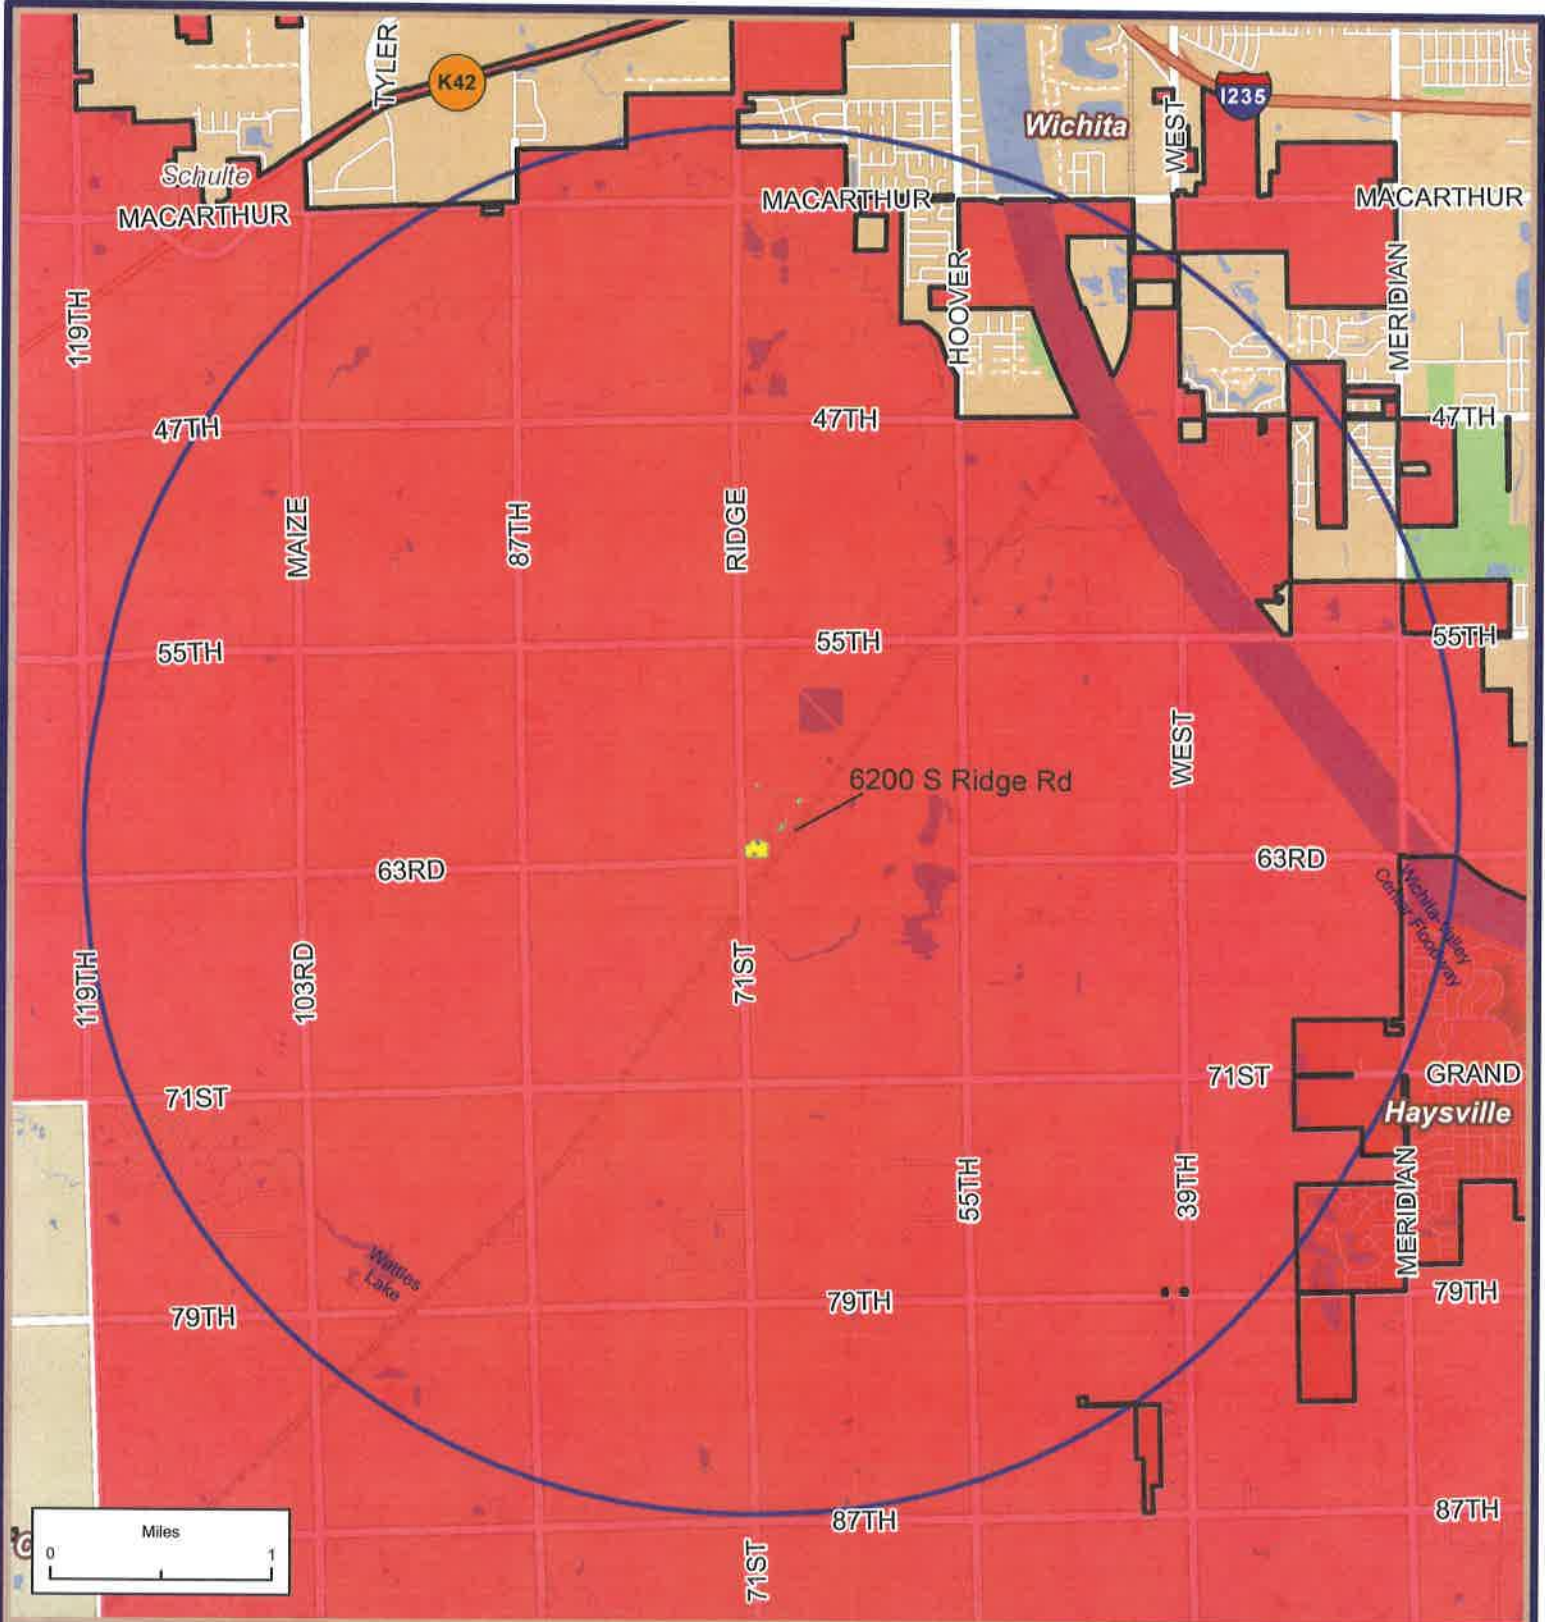 TYLER
K42
I235
Wichita
WEST
Schulte
MACARTHUR
MACARTHUR
MACARTHUR
119TH
HOOVER
MERIDIAN
47TH
47TH
47TH
MAIZE
87TH
RIDGE
55TH
55TH
55TH
WEST
6200 S Ridge Rd
63RD
63RD
Wichita-Valley
Center Floodway
119TH
103RD
71ST
71ST
71ST
GRAND
Haysville
55TH
39TH
MERIDIAN
Wattles
Lake
79TH
79TH
79TH
87TH
87TH
71ST
Miles
0
1